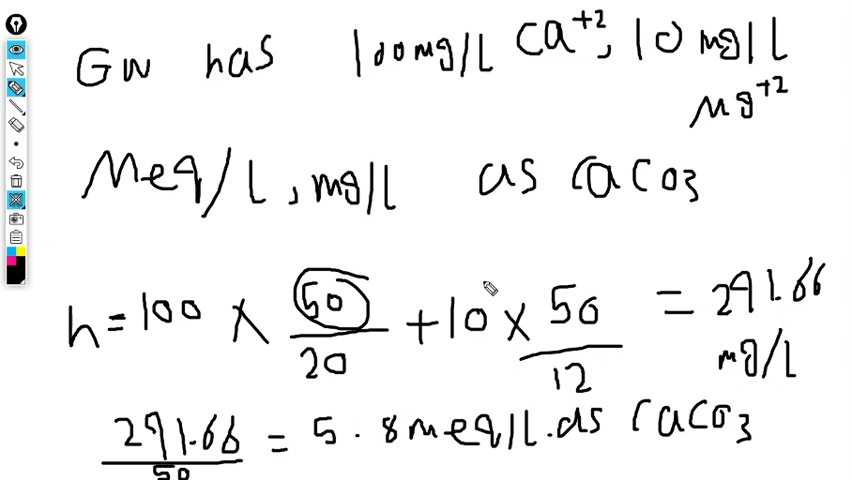 GW has 100mg/l Ca+2, 10 mg/l
Mg+2
Meq/l, mg/l as CaCO3
h = 100 x 50/20 + 10 x 50/12 = 291.66
mg/l
291.66/50 = 5.8meq/l.as CaCO3